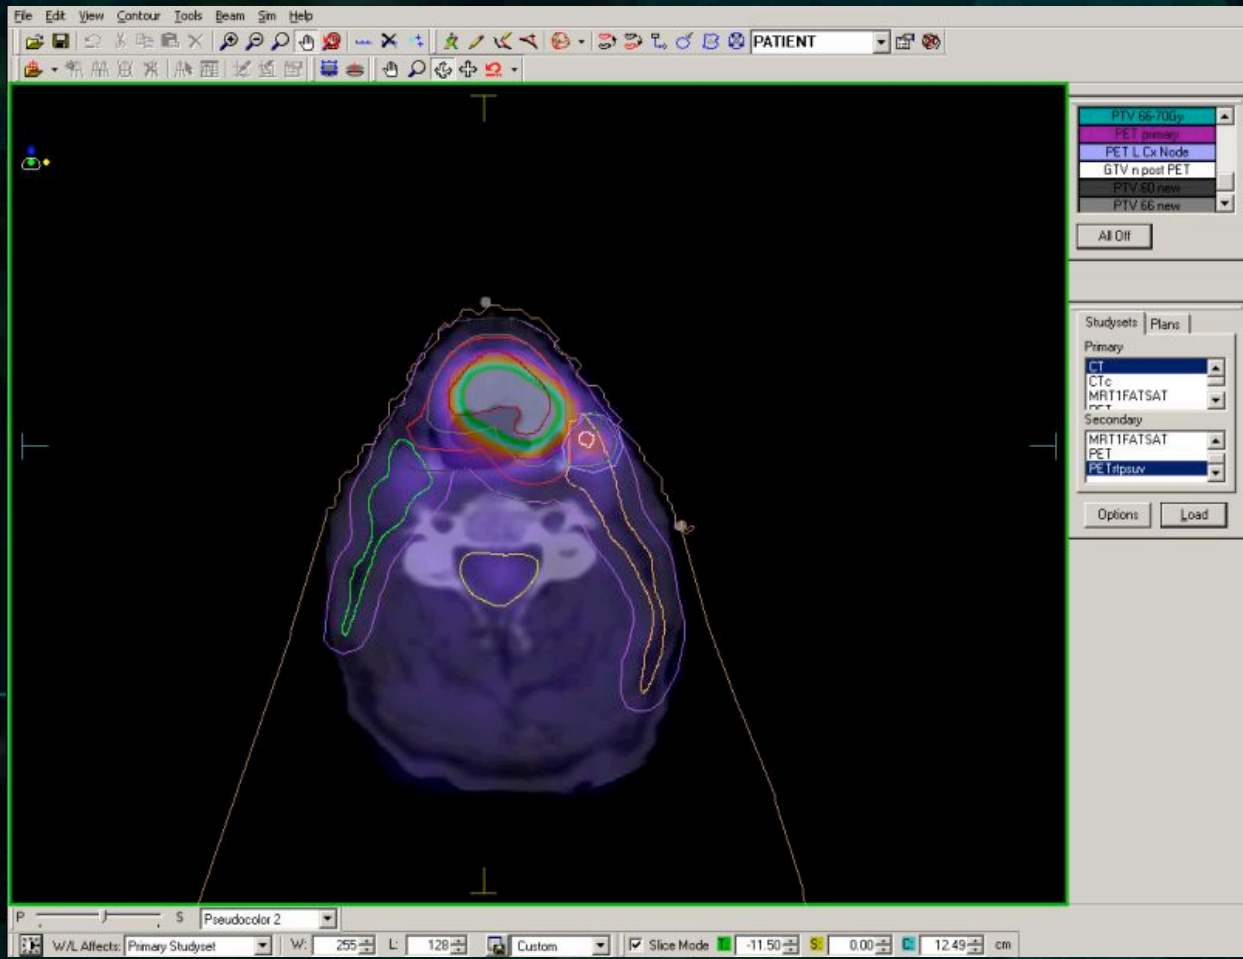 File Edit View Contour Tools Beam Sim Help
PATIENT
PTV 66-70Gy
PET primary
PET L Cx Node
GTV n post PET
PTV 60 new
PTV 66 new
All Off
Studysets Plans
Primary
CT
CTc
MRT1FATSAT
PET
Secondary
MRT1FATSAT
PET
PETrtpsuv
Options Load
P S Pseudocolor 2
W/L Affects: Primary Studyset W: 255 L: 128 Custom Slice Mode T: -11.50 S: 0.00 C: 12.49 cm